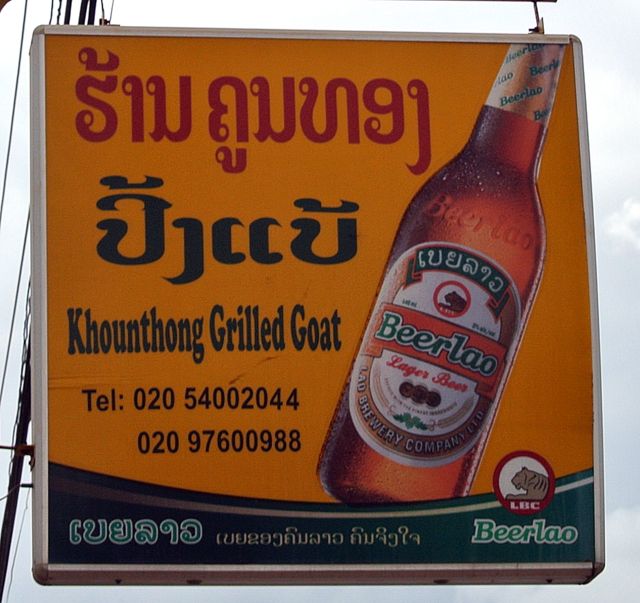 ຮ້ານ ຄູນທອງ
ປີ້ງແບ້
Khounthong Grilled Goat
Tel: 020 54002044
020 97600988
Beerlao
Beerlao
ເບຍລາວ
Beerlao
Lager Beer
LAO BREWERY COMPANY LTD
LBC
ເບຍລາວ ເບຍຂອງຄົນລາວ ຄົນຈິງໃຈ
Beerlao